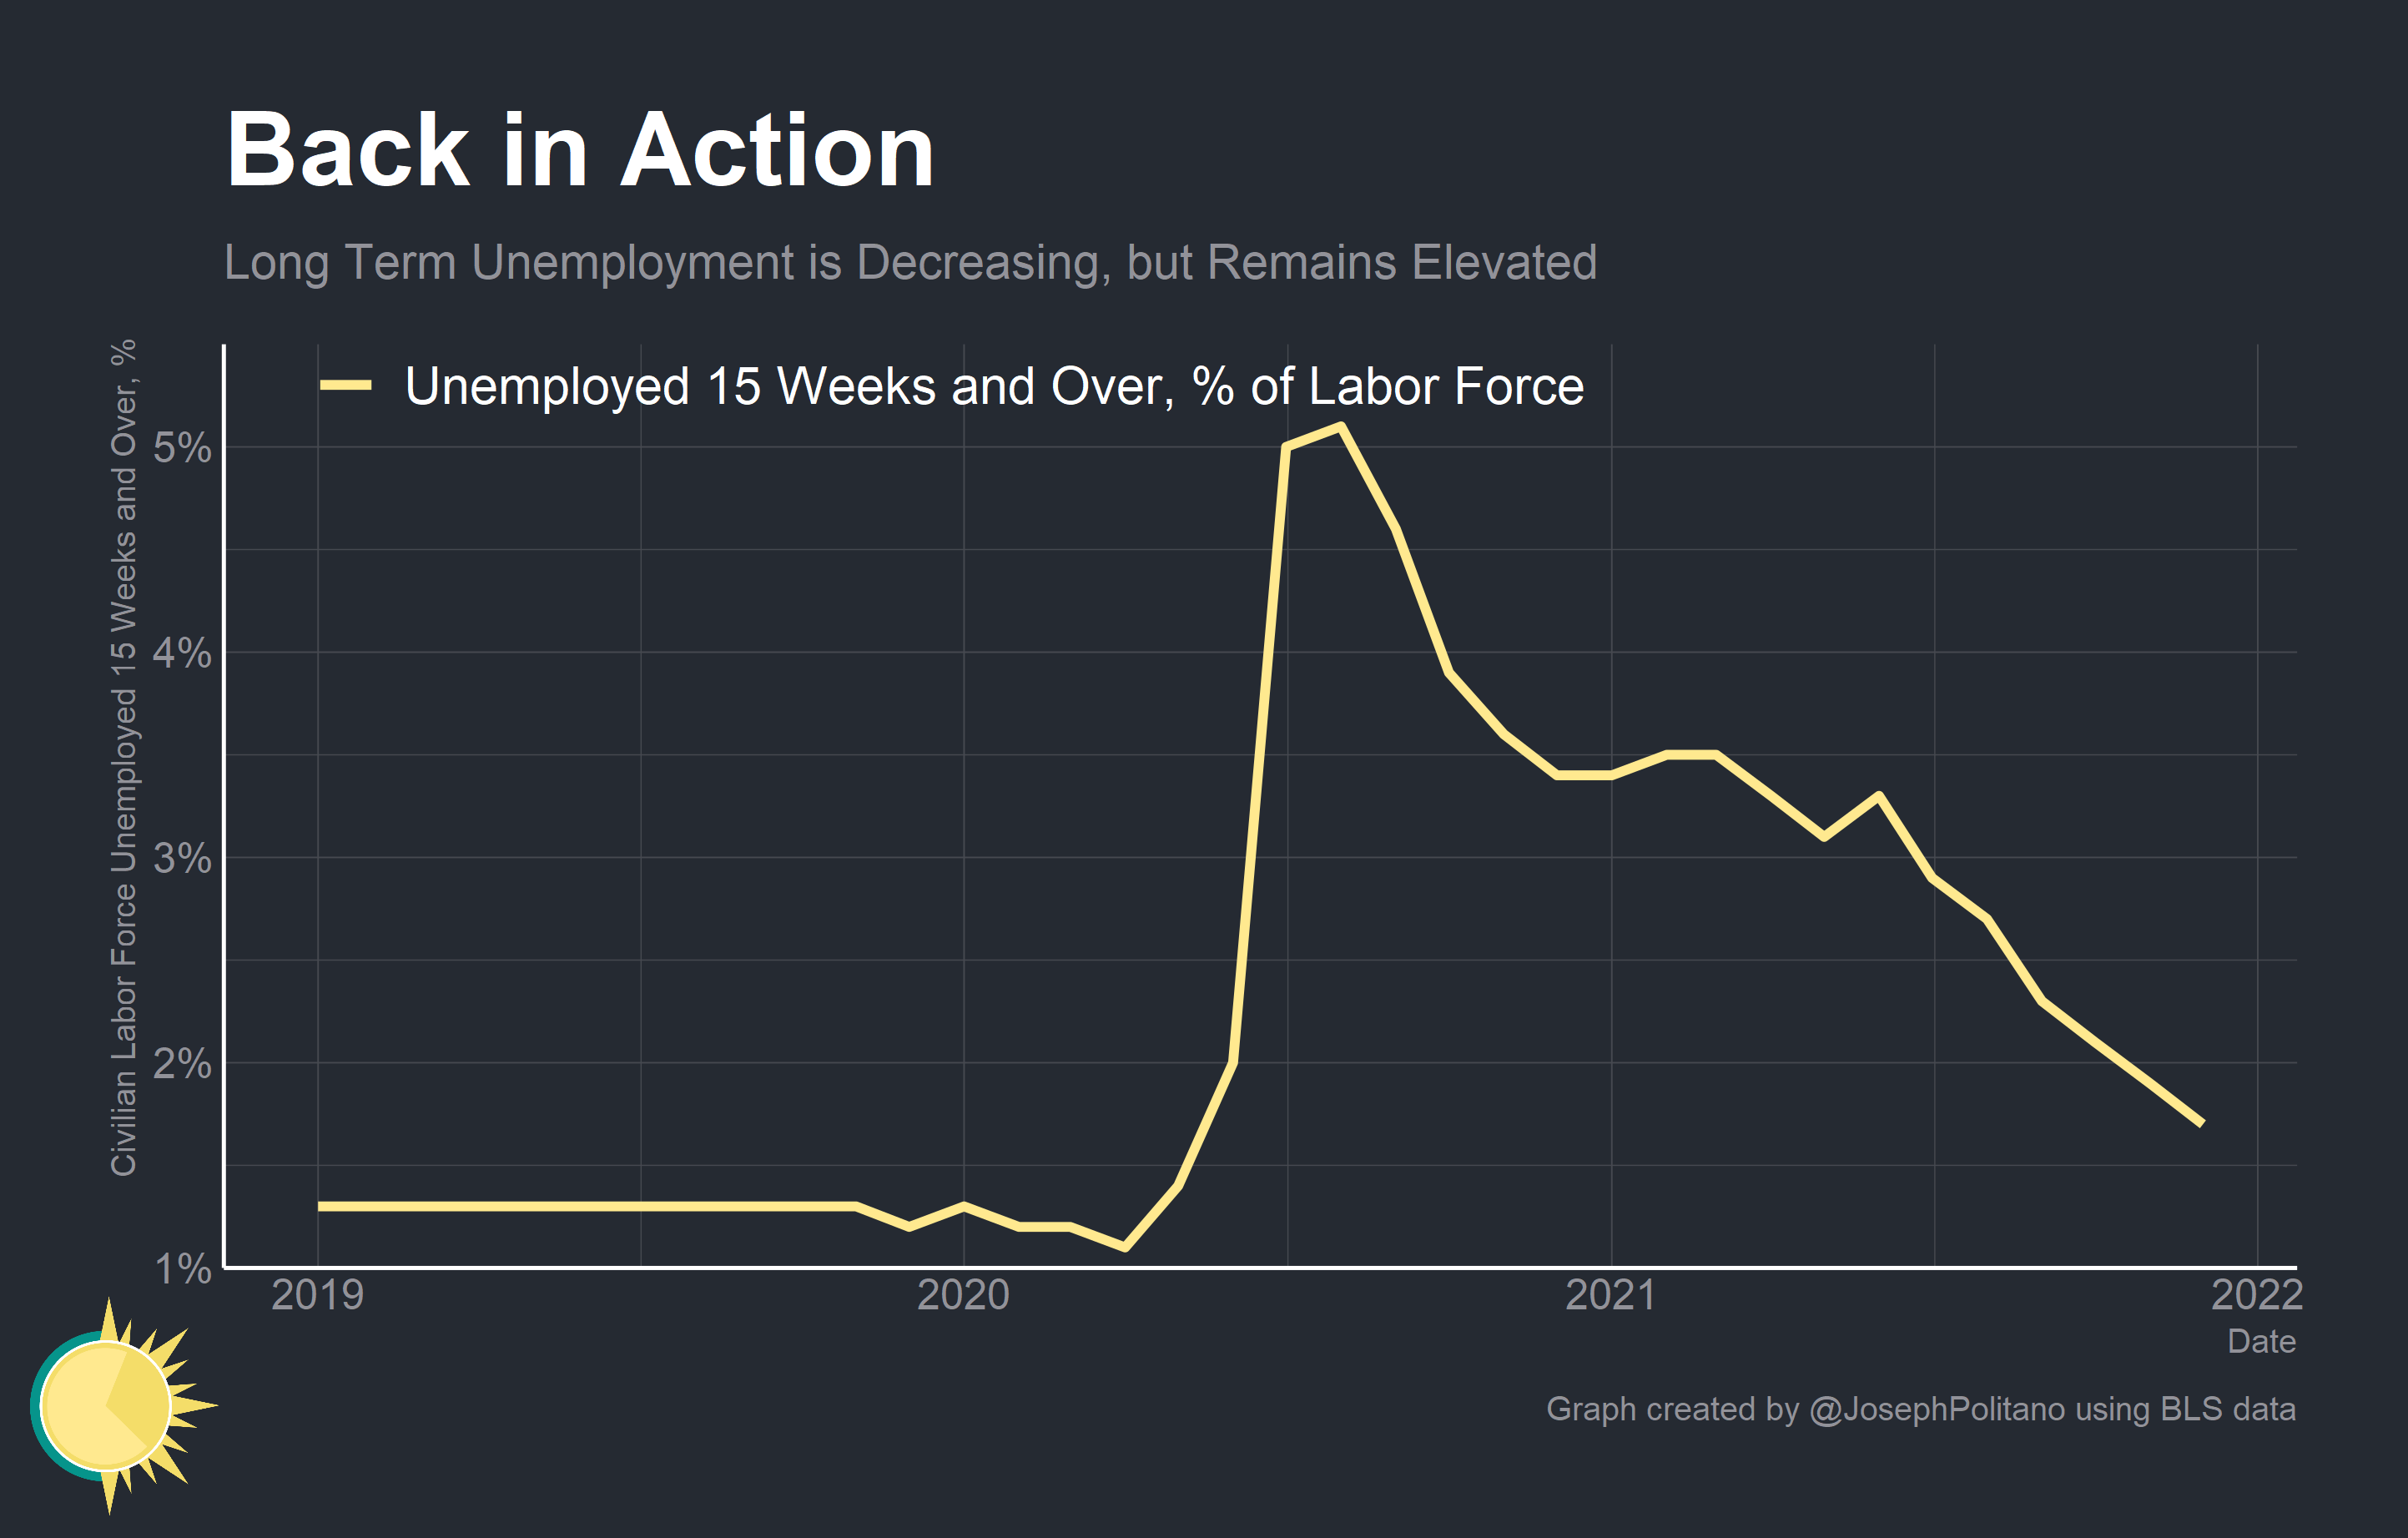 Back in Action
Long Term Unemployment is Decreasing, but Remains Elevated
Civilian Labor Force Unemployed 15 Weeks and Over, %
Unemployed 15 Weeks and Over, % of Labor Force
5%
4%
3%
2%
1%
2019 2020 2021 2022
Date
Graph created by @JosephPolitano using BLS data